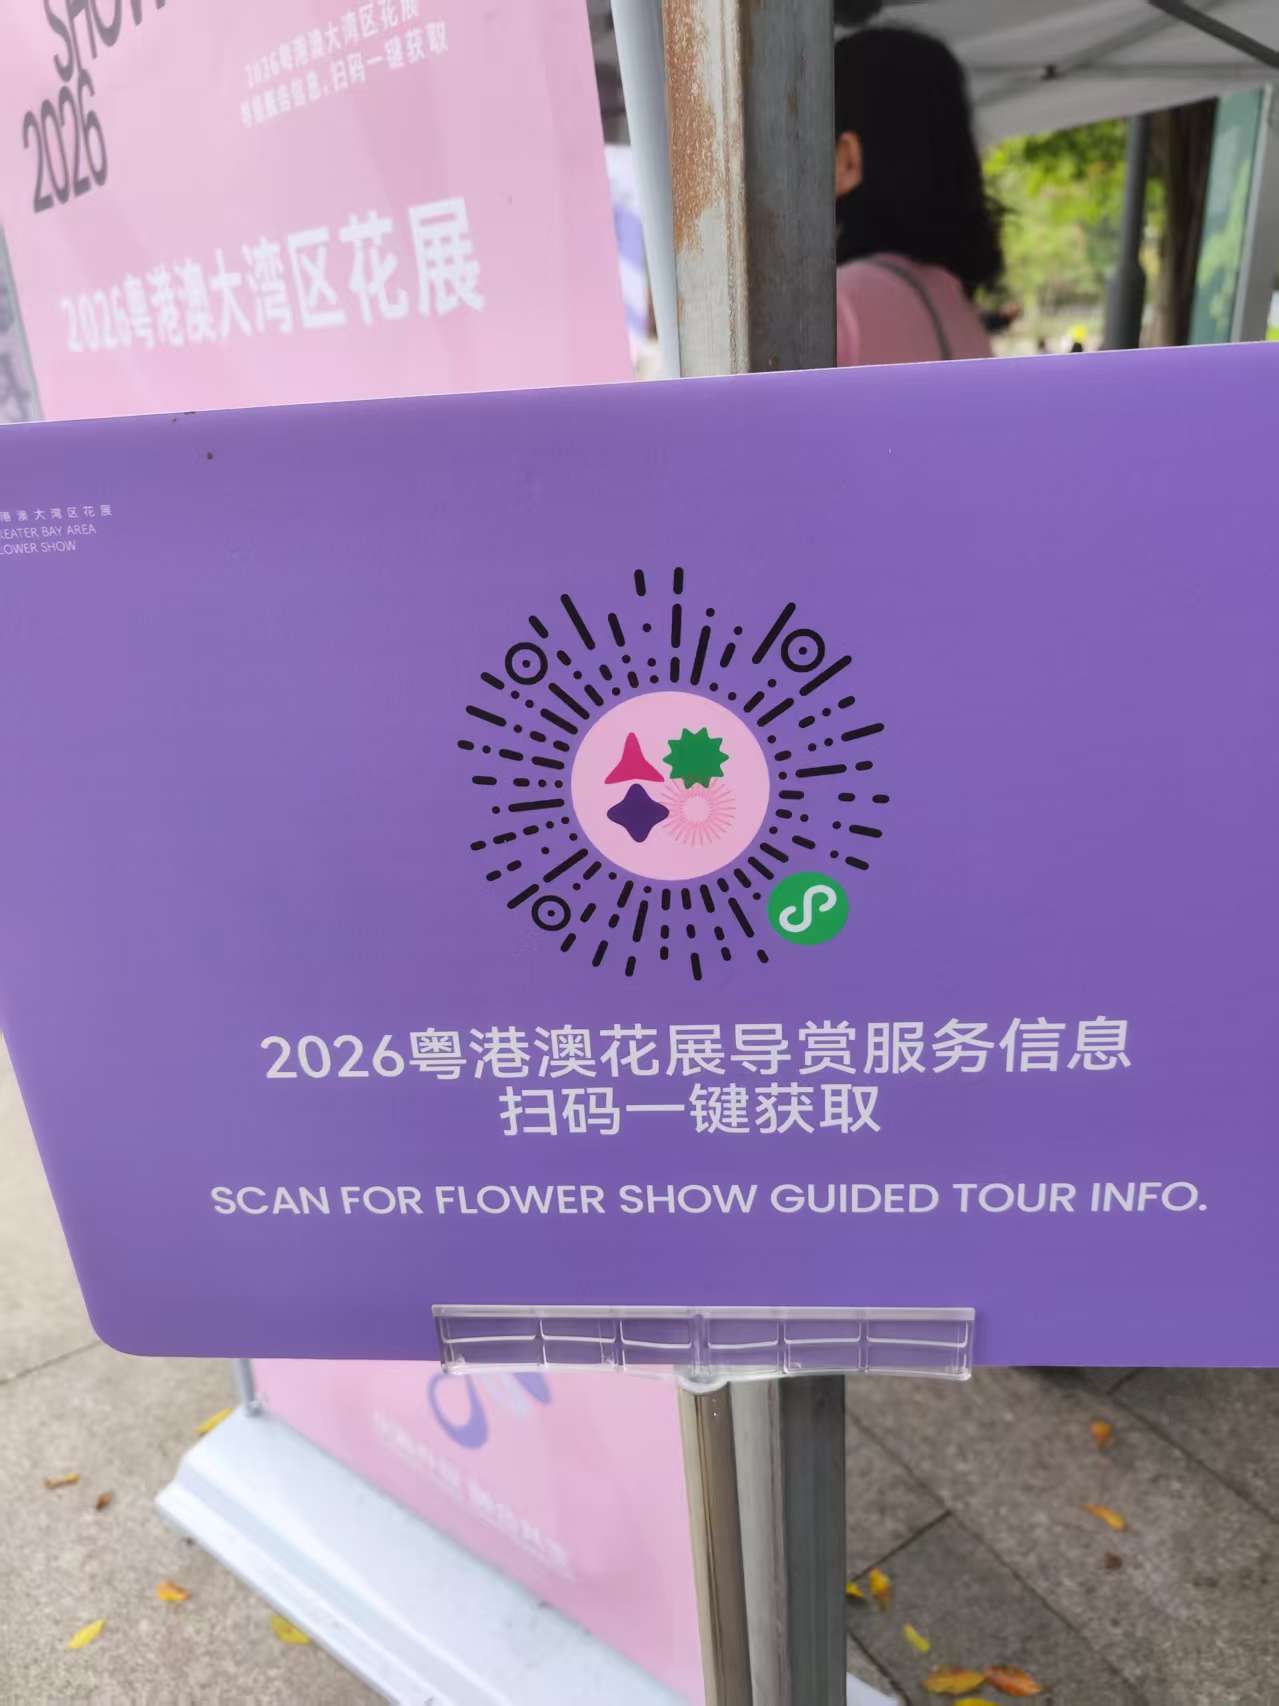 SHOW
2026
2026粤港澳大湾区花展
导赏服务信息，扫码一键获取
2026粤港澳大湾区花展
港澳大湾区花展
REATER BAY AREA
LOWER SHOW
2026粤港澳花展导赏服务信息
扫码一键获取
SCAN FOR FLOWER SHOW GUIDED TOUR INFO.